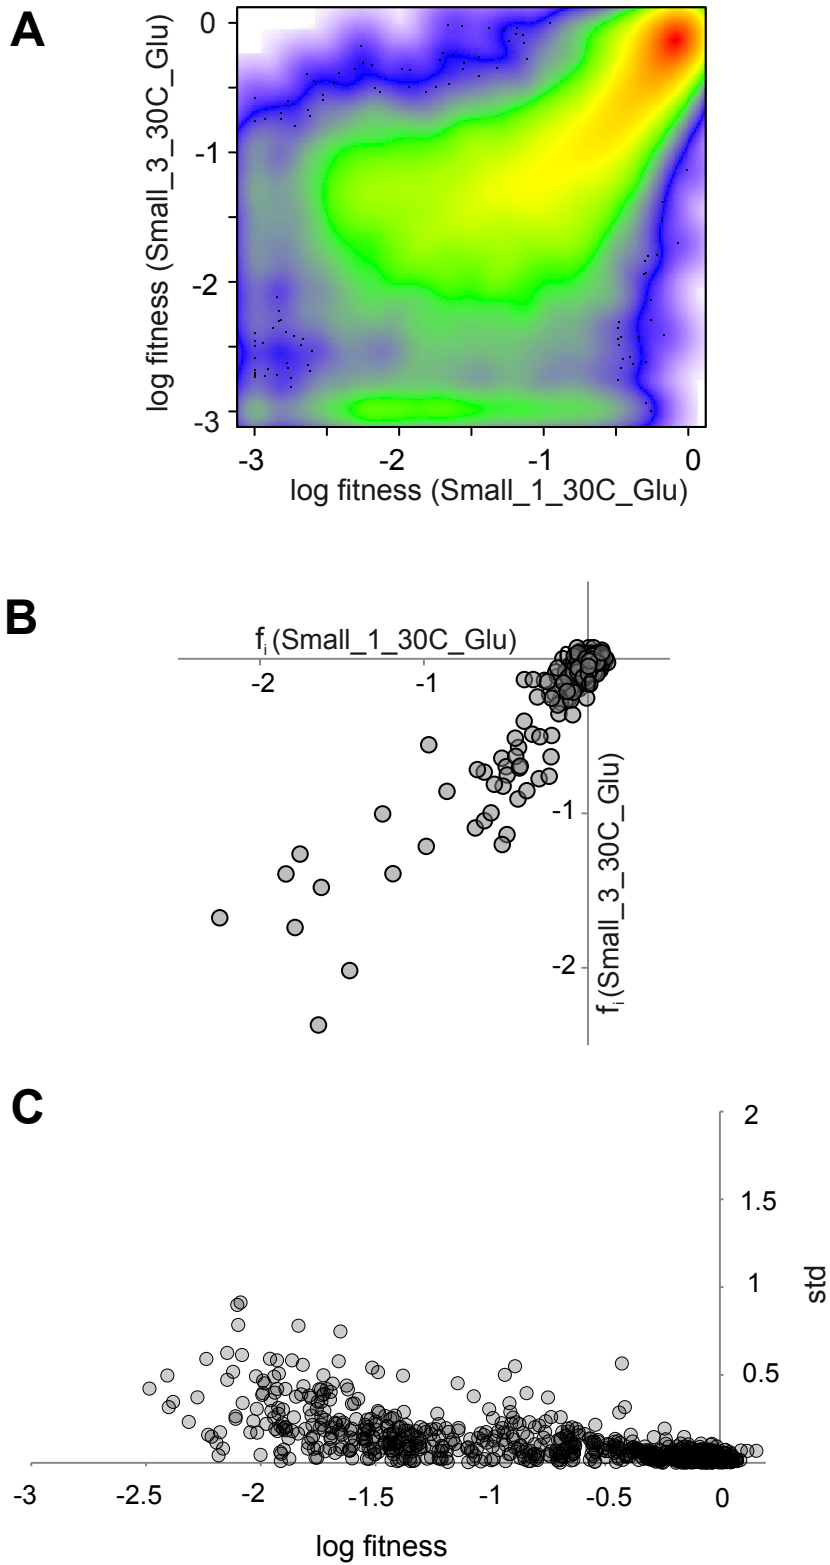 A
log fitness (Small_3_30C_Glu)
0
-1
-2
-3
-3 -2 -1 0
log fitness (Small_1_30C_Glu)
B
fi (Small_1_30C_Glu)
-2 -1
-1
-2
fi (Small_3_30C_Glu)
C
2
1.5
1
0.5
std
-3 -2.5 -2 -1.5 -1 -0.5 0
log fitness